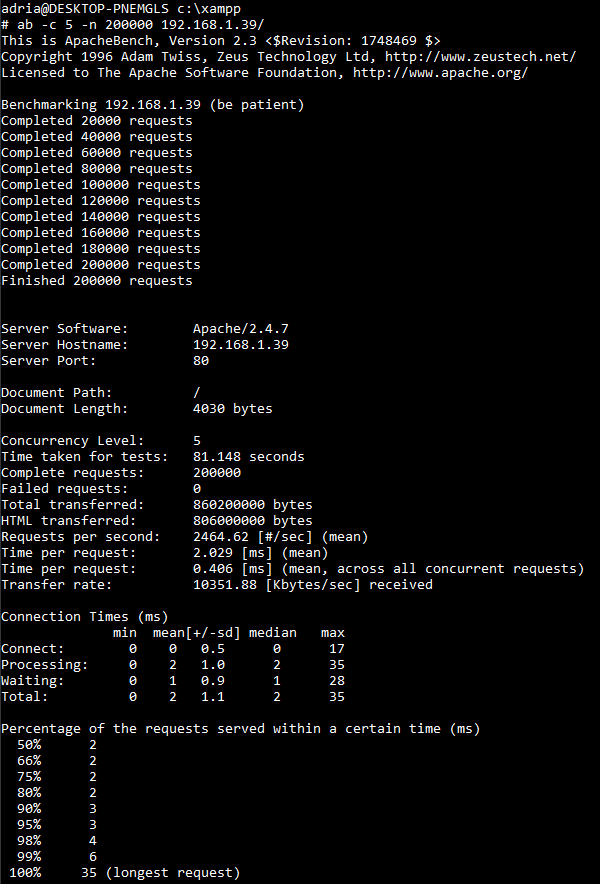 adria@DESKTOP-PNEMGLS c:\xampp
# ab -c 5 -n 200000 192.168.1.39/
This is ApacheBench, Version 2.3 <$Revision: 1748469 $>
Copyright 1996 Adam Twiss, Zeus Technology Ltd, http://www.zeustech.net/
Licensed to The Apache Software Foundation, http://www.apache.org/

Benchmarking 192.168.1.39 (be patient)
Completed 20000 requests
Completed 40000 requests
Completed 60000 requests
Completed 80000 requests
Completed 100000 requests
Completed 120000 requests
Completed 140000 requests
Completed 160000 requests
Completed 180000 requests
Completed 200000 requests
Finished 200000 requests


Server Software:        Apache/2.4.7
Server Hostname:        192.168.1.39
Server Port:            80

Document Path:          /
Document Length:        4030 bytes

Concurrency Level:      5
Time taken for tests:   81.148 seconds
Complete requests:      200000
Failed requests:        0
Total transferred:      860200000 bytes
HTML transferred:       806000000 bytes
Requests per second:    2464.62 [#/sec] (mean)
Time per request:       2.029 [ms] (mean)
Time per request:       0.406 [ms] (mean, across all concurrent requests)
Transfer rate:          10351.88 [Kbytes/sec] received

Connection Times (ms)
              min  mean[+/-sd] median   max
Connect:        0    0   0.5      0      17
Processing:     0    2   1.0      2      35
Waiting:        0    1   0.9      1      28
Total:          0    2   1.1      2      35

Percentage of the requests served within a certain time (ms)
  50%      2
  66%      2
  75%      2
  80%      2
  90%      3
  95%      3
  98%      4
  99%      6
 100%     35 (longest request)